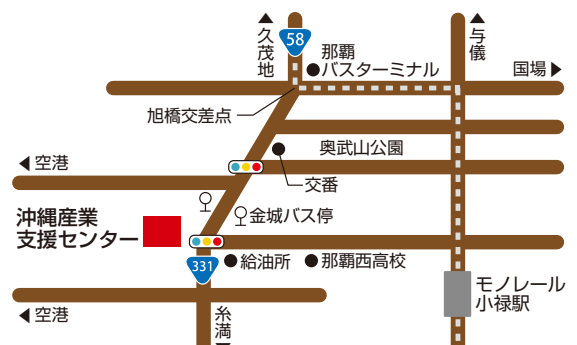 ▲久茂地
58
那覇
●バスターミナル
▲与儀
国場▶
旭橋交差点
奥武山公園
◀空港
交番
金城バス停
沖縄産業
支援センター
331
●給油所
●那覇西高校
モノレール
小禄駅
◀空港
糸満▼